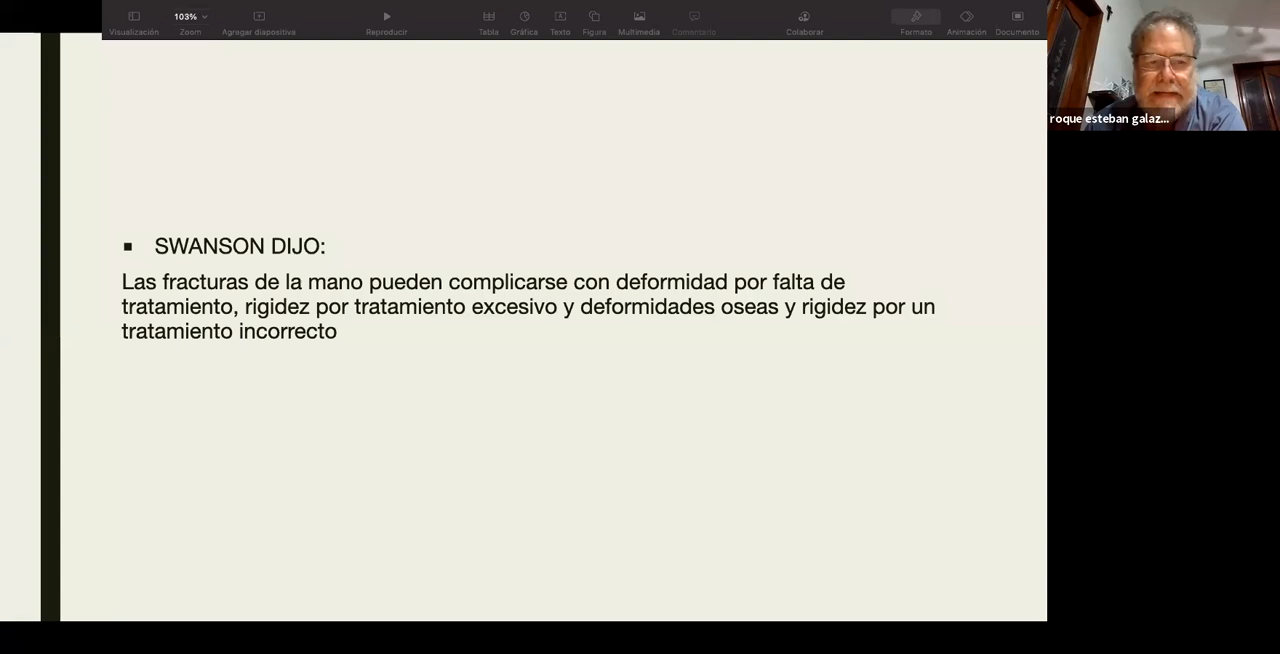 103%
Visualización Zoom Agregar diapositiva Reproducir Tabla Gráfica Texto Figura Multimedia Comentario Colaborar Formato Animación Documento
roque esteban galaz...
▪ SWANSON DIJO:
Las fracturas de la mano pueden complicarse con deformidad por falta de
tratamiento, rigidez por tratamiento excesivo y deformidades oseas y rigidez por un
tratamiento incorrecto